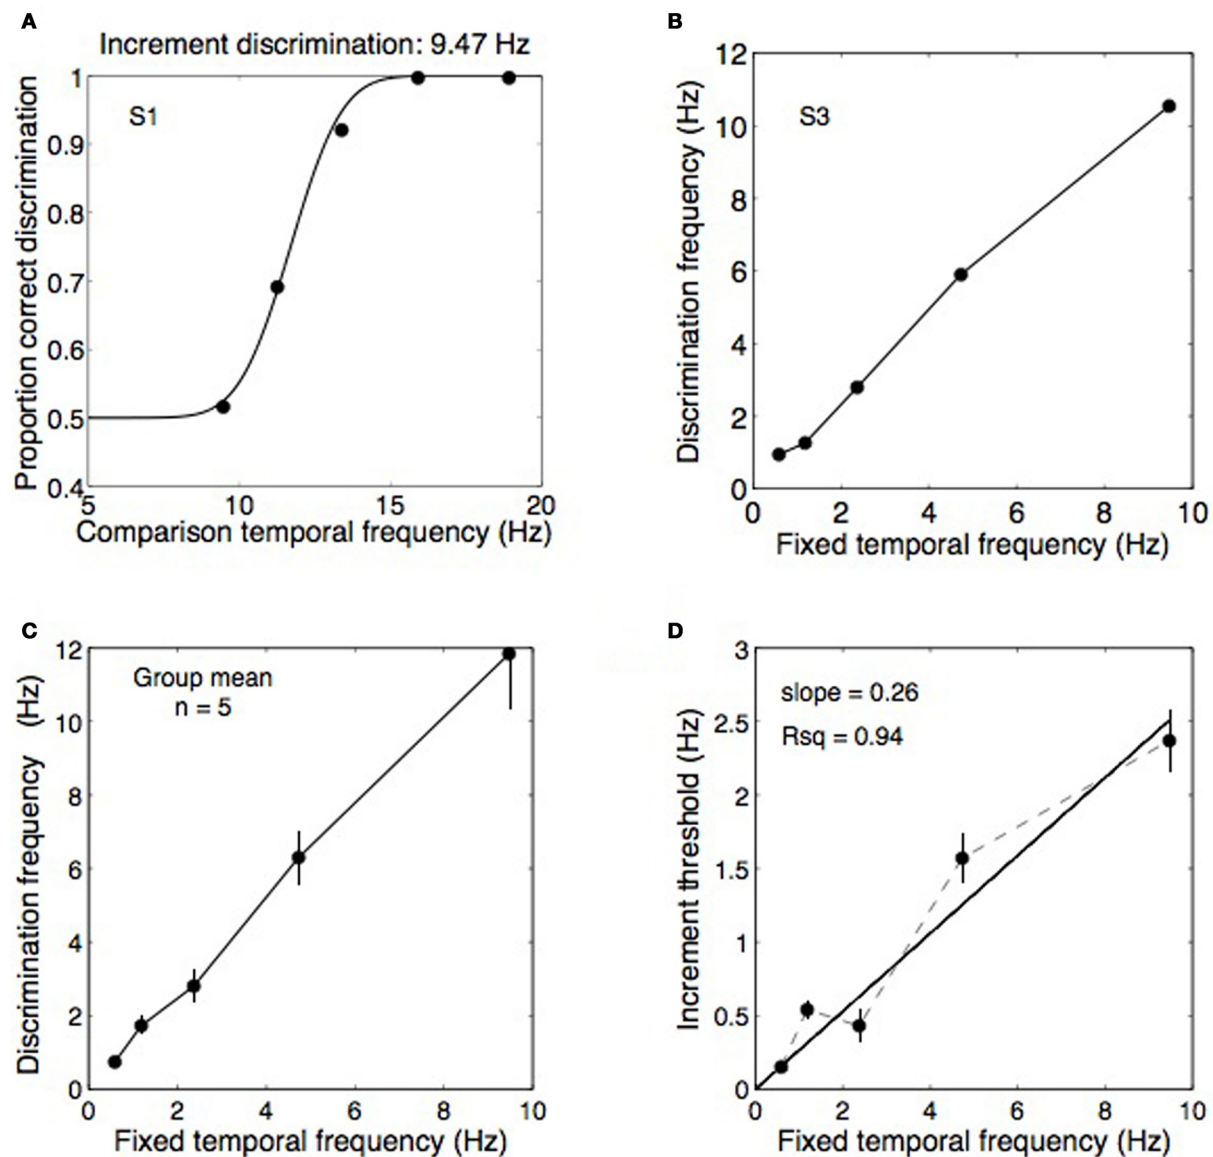 A
Increment discrimination: 9.47 Hz
S1
Proportion correct discrimination
1
0.9
0.8
0.7
0.6
0.5
0.4
5
10
15
20
Comparison temporal frequency (Hz)
B
S3
Discrimination frequency (Hz)
12
10
8
6
4
2
0
0
2
4
6
8
10
Fixed temporal frequency (Hz)
C
Group mean
n = 5
Discrimination frequency (Hz)
12
10
8
6
4
2
0
0
2
4
6
8
10
Fixed temporal frequency (Hz)
D
slope = 0.26
Rsq = 0.94
Increment threshold (Hz)
3
2.5
2
1.5
1
0.5
0
0
2
4
6
8
10
Fixed temporal frequency (Hz)